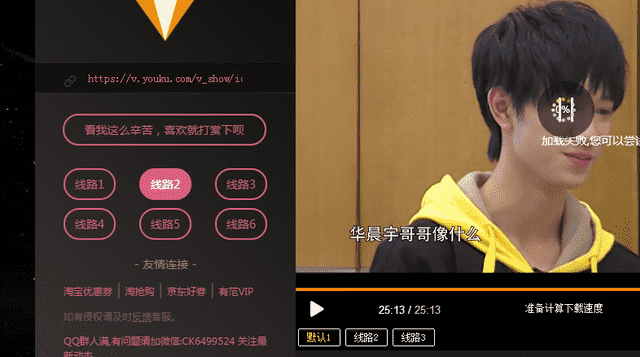 https://v.youku.com/v_show/ic
看我这么辛苦，喜欢就打赏下呗
线路1 线路2 线路3
线路4 线路5 线路6
- 友情连接 -
淘宝优惠券 | 淘抢购 | 京东好券 | 有范VIP
如有侵权请及时反馈客服。
QQ群人满,有问题请加微信:CK6499524 关注最
新动态
0%
加载失败,您可以尝试
华晨宇哥哥像什么
25:13 / 25:13
准备计算下载速度
默认1 线路2 线路3